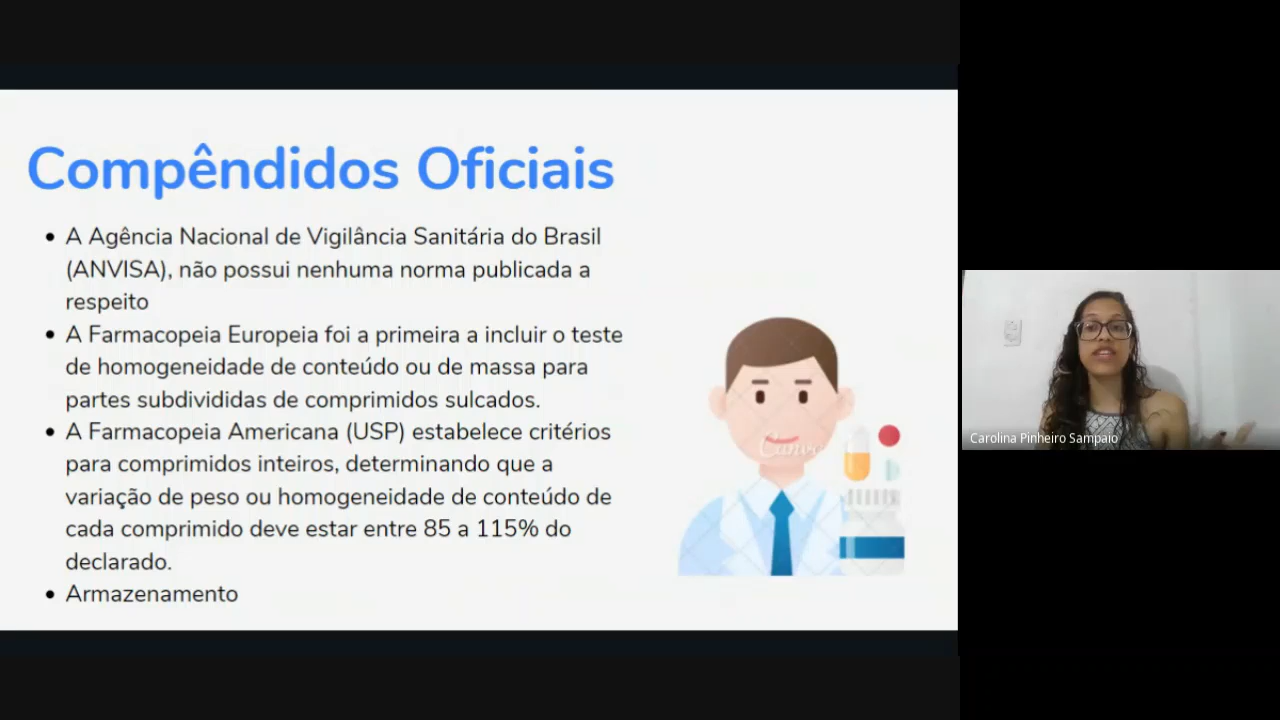 Compêndidos Oficiais
• A Agência Nacional de Vigilância Sanitária do Brasil
(ANVISA), não possui nenhuma norma publicada a
respeito
• A Farmacopeia Europeia foi a primeira a incluir o teste
de homogeneidade de conteúdo ou de massa para
partes subdivididas de comprimidos sulcados.
• A Farmacopeia Americana (USP) estabelece critérios
para comprimidos inteiros, determinando que a
variação de peso ou homogeneidade de conteúdo de
cada comprimido deve estar entre 85 a 115% do
declarado.
• Armazenamento
Canva
Carolina Pinheiro Sampaio